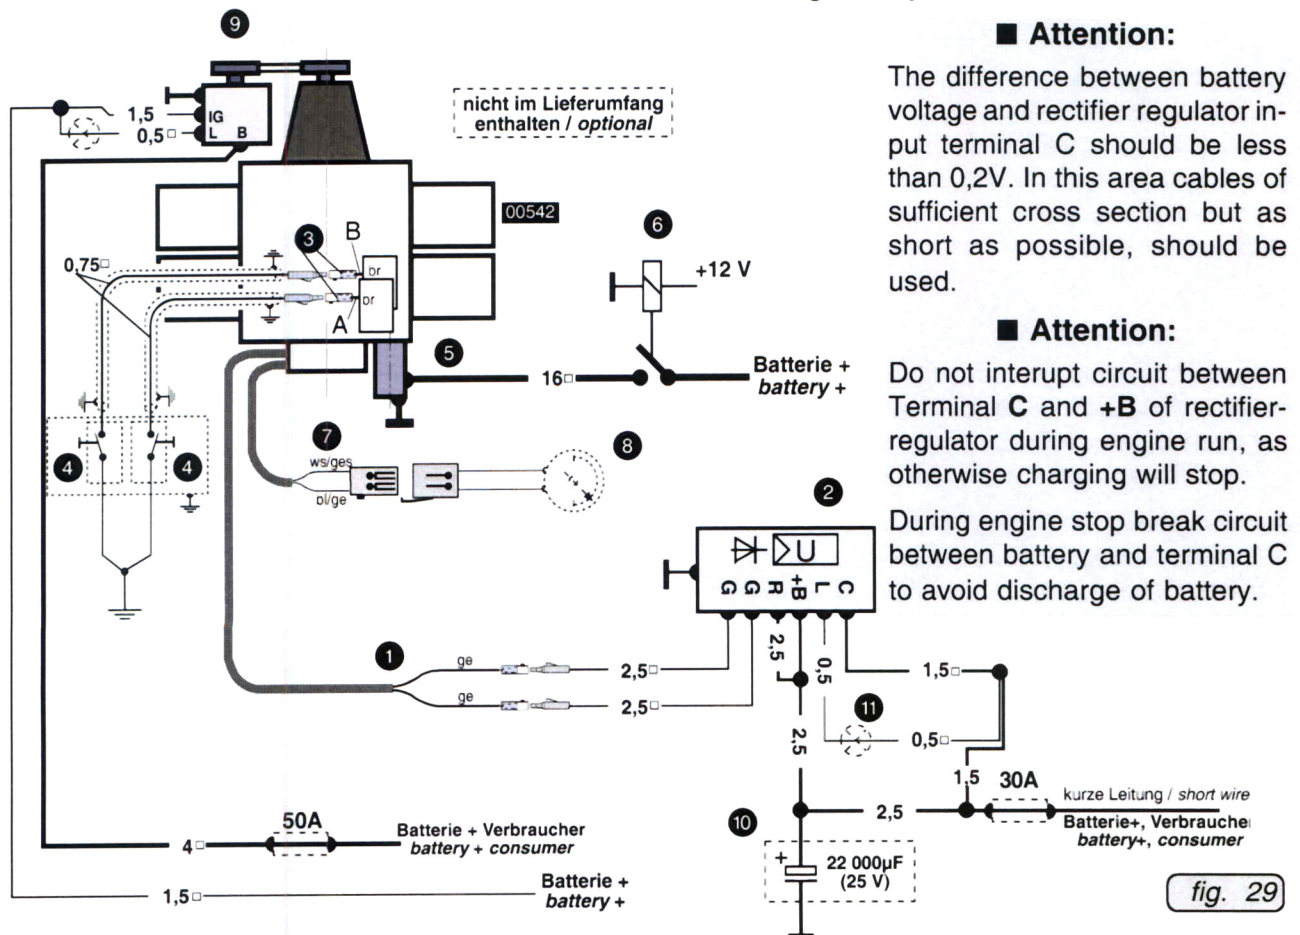 9
1,5
IG
0,5□
L B
nicht im Lieferumfang
enthalten / optional
00542
0,75□
3
B
br
br
A
6
+12 V
5
16□
Batterie +
battery +
4
4
7
ws/ges
bl/ge
8
2
U
G G R +B L C
2,5
0,5
1,5□
1
ge
2,5□
ge
2,5□
11
0,5□
2,5
1,5
30A
kurze Leitung / short wire
2,5
Batterie+, Verbrauche
battery+, consumer
10
+
22 000µF
(25 V)
50A
4□
Batterie + Verbraucher
battery + consumer
1,5□
Batterie +
battery +
■ Attention:
The difference between battery
voltage and rectifier regulator in-
put terminal C should be less
than 0,2V. In this area cables of
sufficient cross section but as
short as possible, should be
used.
■ Attention:
Do not interupt circuit between
Terminal C and +B of rectifier-
regulator during engine run, as
otherwise charging will stop.
During engine stop break circuit
between battery and terminal C
to avoid discharge of battery.
fig. 29